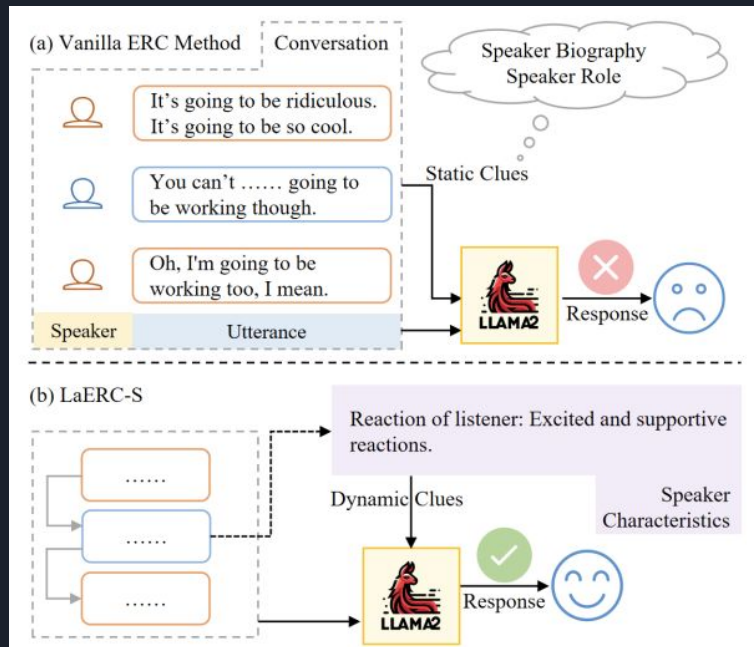 (a) Vanilla ERC Method
Conversation
Speaker Biography
Speaker Role
It's going to be ridiculous.
It's going to be so cool.
You can't ...... going to
be working though.
Static Clues
Oh, I'm going to be
working too, I mean.
LLAMA2
Response
Speaker
Utterance
(b) LaERC-S
Reaction of listener: Excited and supportive
reactions.
......
Dynamic Clues
Speaker
Characteristics
......
......
LLAMA2
Response